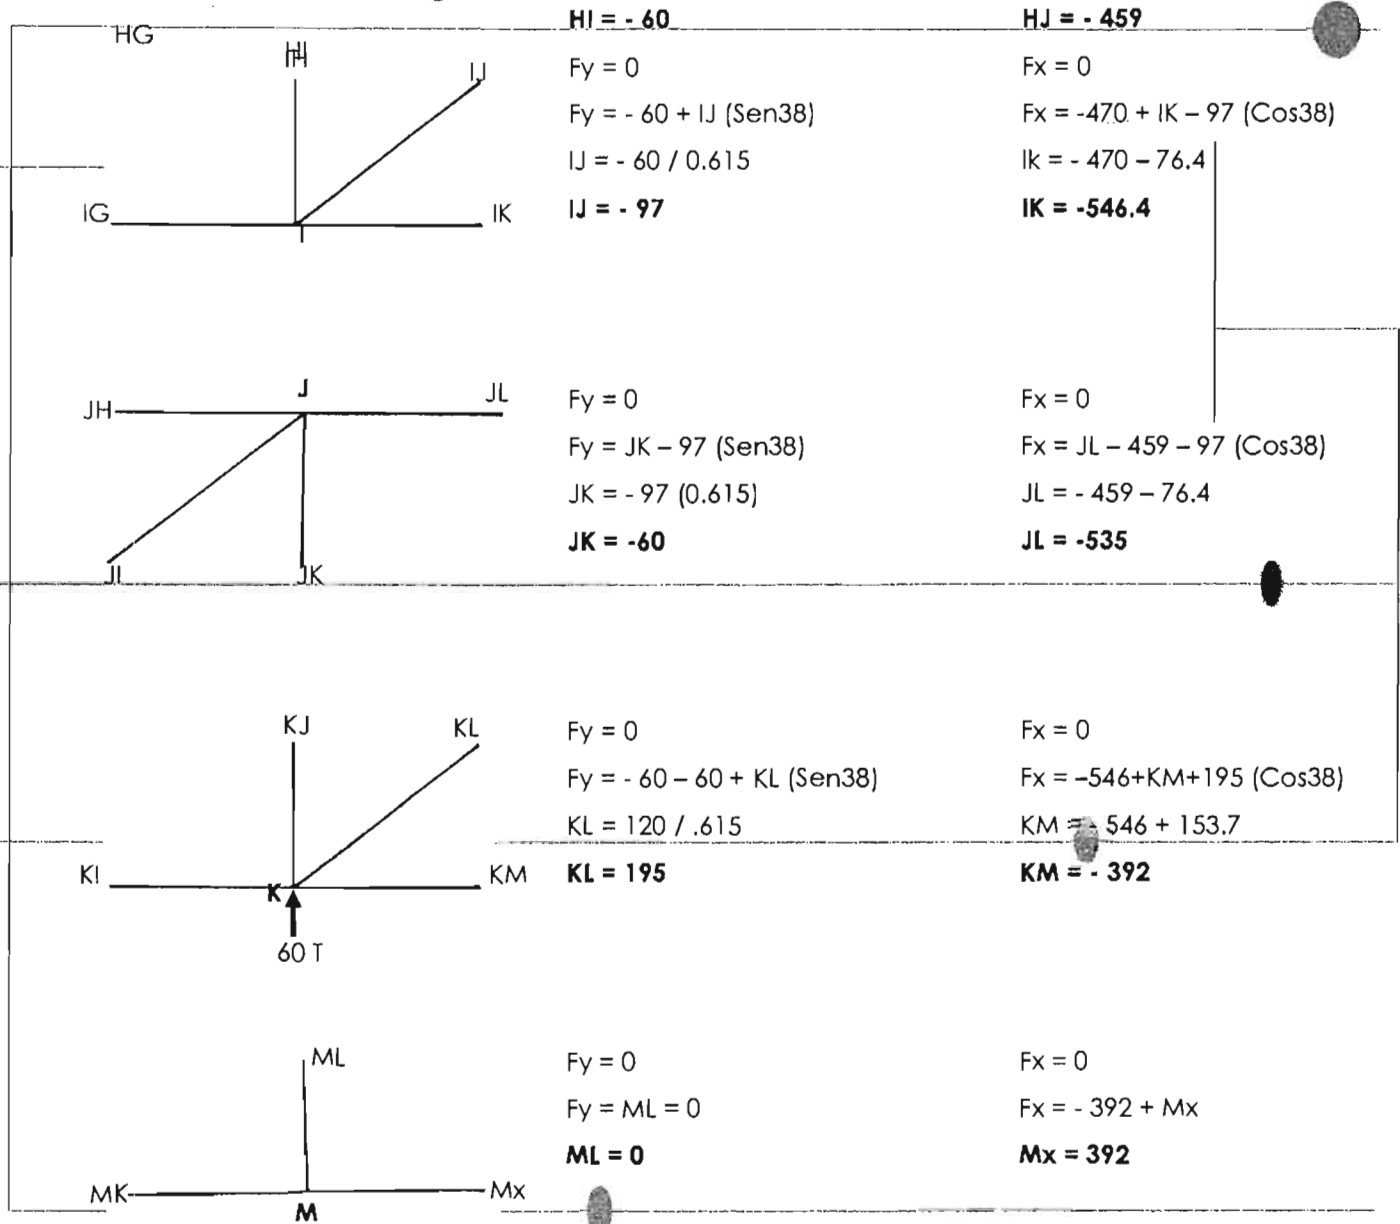 HI = - 60
HJ = - 459
HG
HI
IJ
IG
IK
I
Fy = 0
Fy = - 60 + IJ (Sen38)
IJ = - 60 / 0.615
IJ = - 97
Fx = 0
Fx = -470 + IK – 97 (Cos38)
Ik = - 470 – 76.4
IK = -546.4
J
JH
JL
JI
JK
Fy = 0
Fy = JK – 97 (Sen38)
JK = - 97 (0.615)
JK = -60
Fx = 0
Fx = JL – 459 – 97 (Cos38)
JL = - 459 – 76.4
JL = -535
KJ
KL
KI
K
KM
60 T
Fy = 0
Fy = - 60 – 60 + KL (Sen38)
KL = 120 / .615
KL = 195
Fx = 0
Fx = –546+KM+195 (Cos38)
KM = - 546 + 153.7
KM = - 392
ML
MK
Mx
M
Fy = 0
Fy = ML = 0
ML = 0
Fx = 0
Fx = - 392 + Mx
Mx = 392